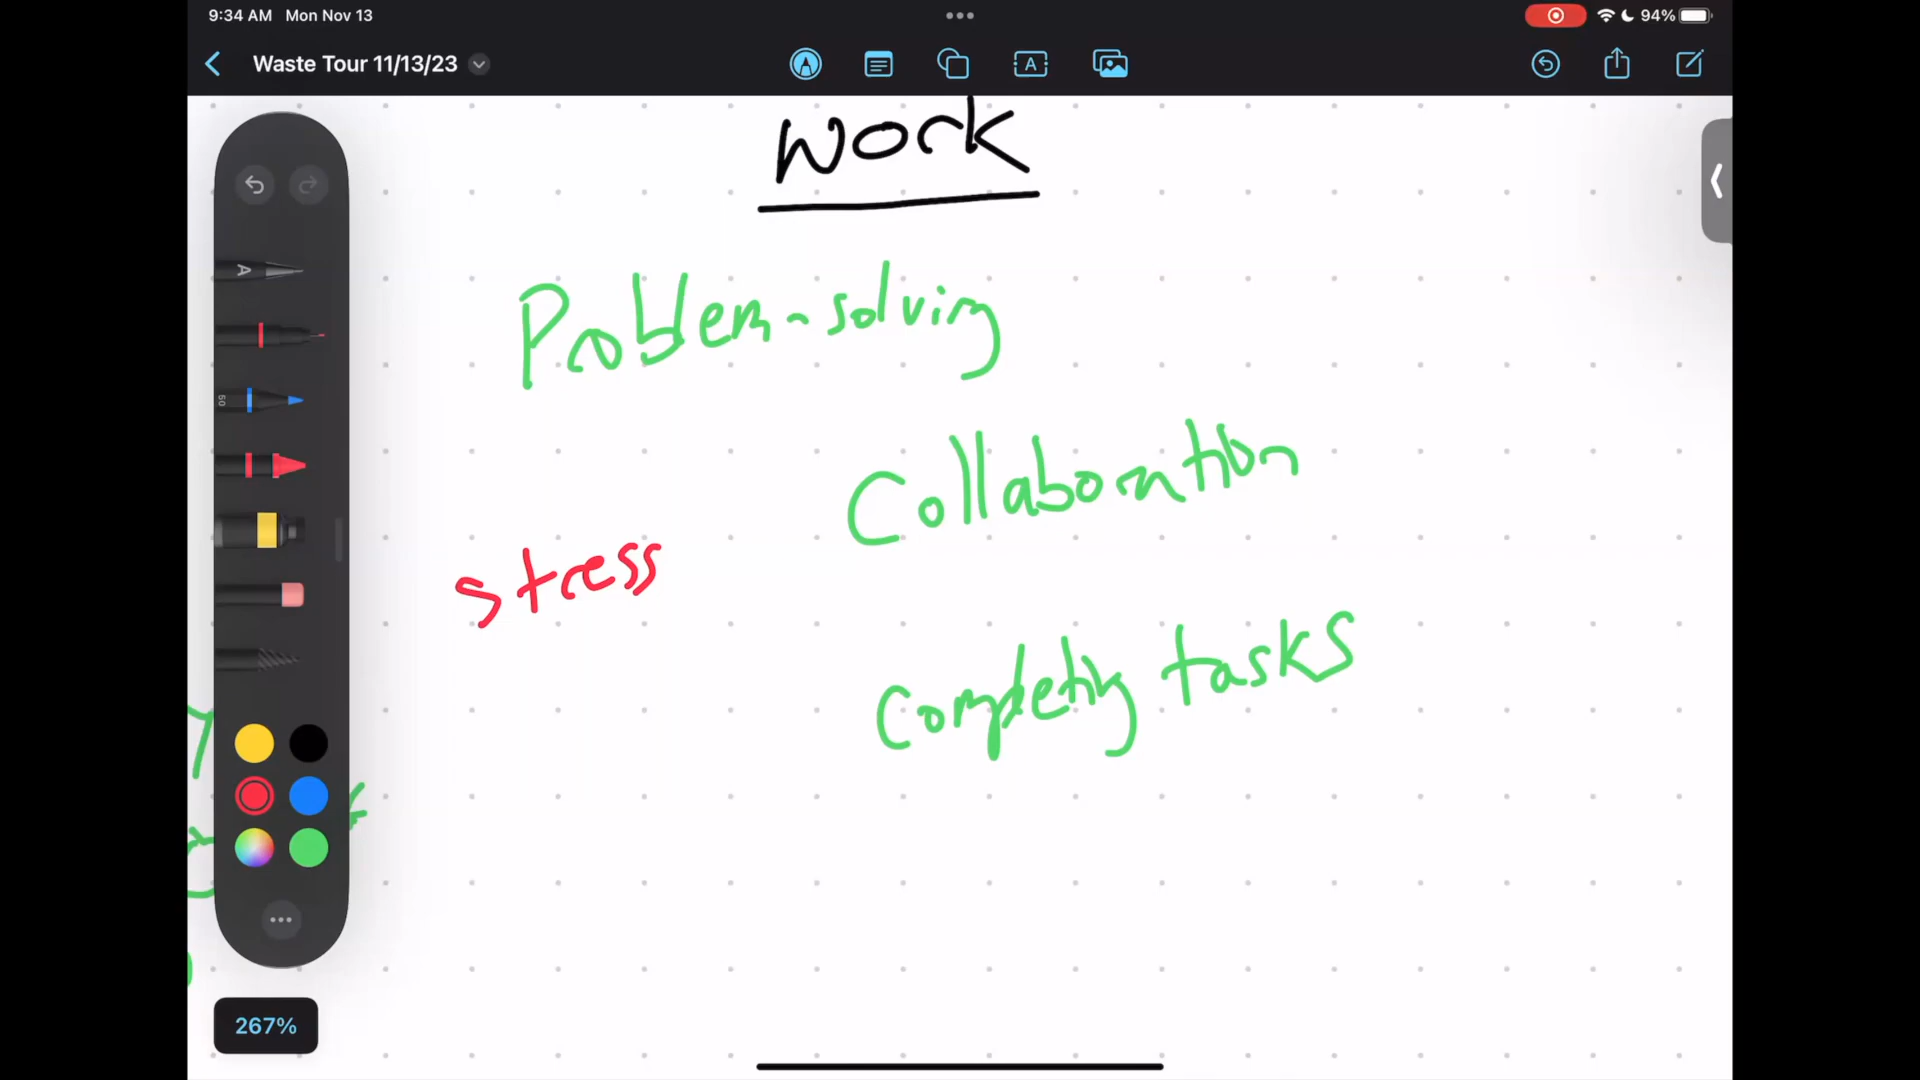 9:34 AM Mon Nov 13
94%
Waste Tour 11/13/23
A
work
A
Problem-solving
50
Collaboration
stress
Completing tasks
267%